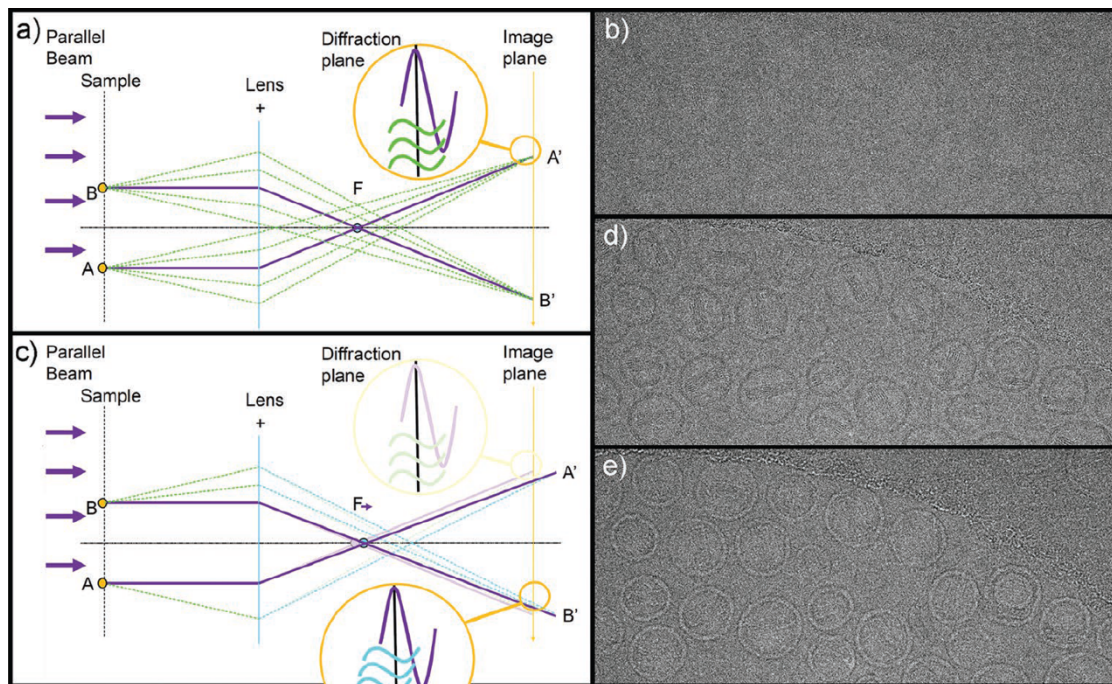 a)
Parallel
Beam
Sample
Lens
+
Diffraction
plane
Image
plane
B
A
F
A'
B'
b)
c)
Parallel
Beam
Sample
Lens
+
Diffraction
plane
Image
plane
B
A
F
A'
B'
d)
e)